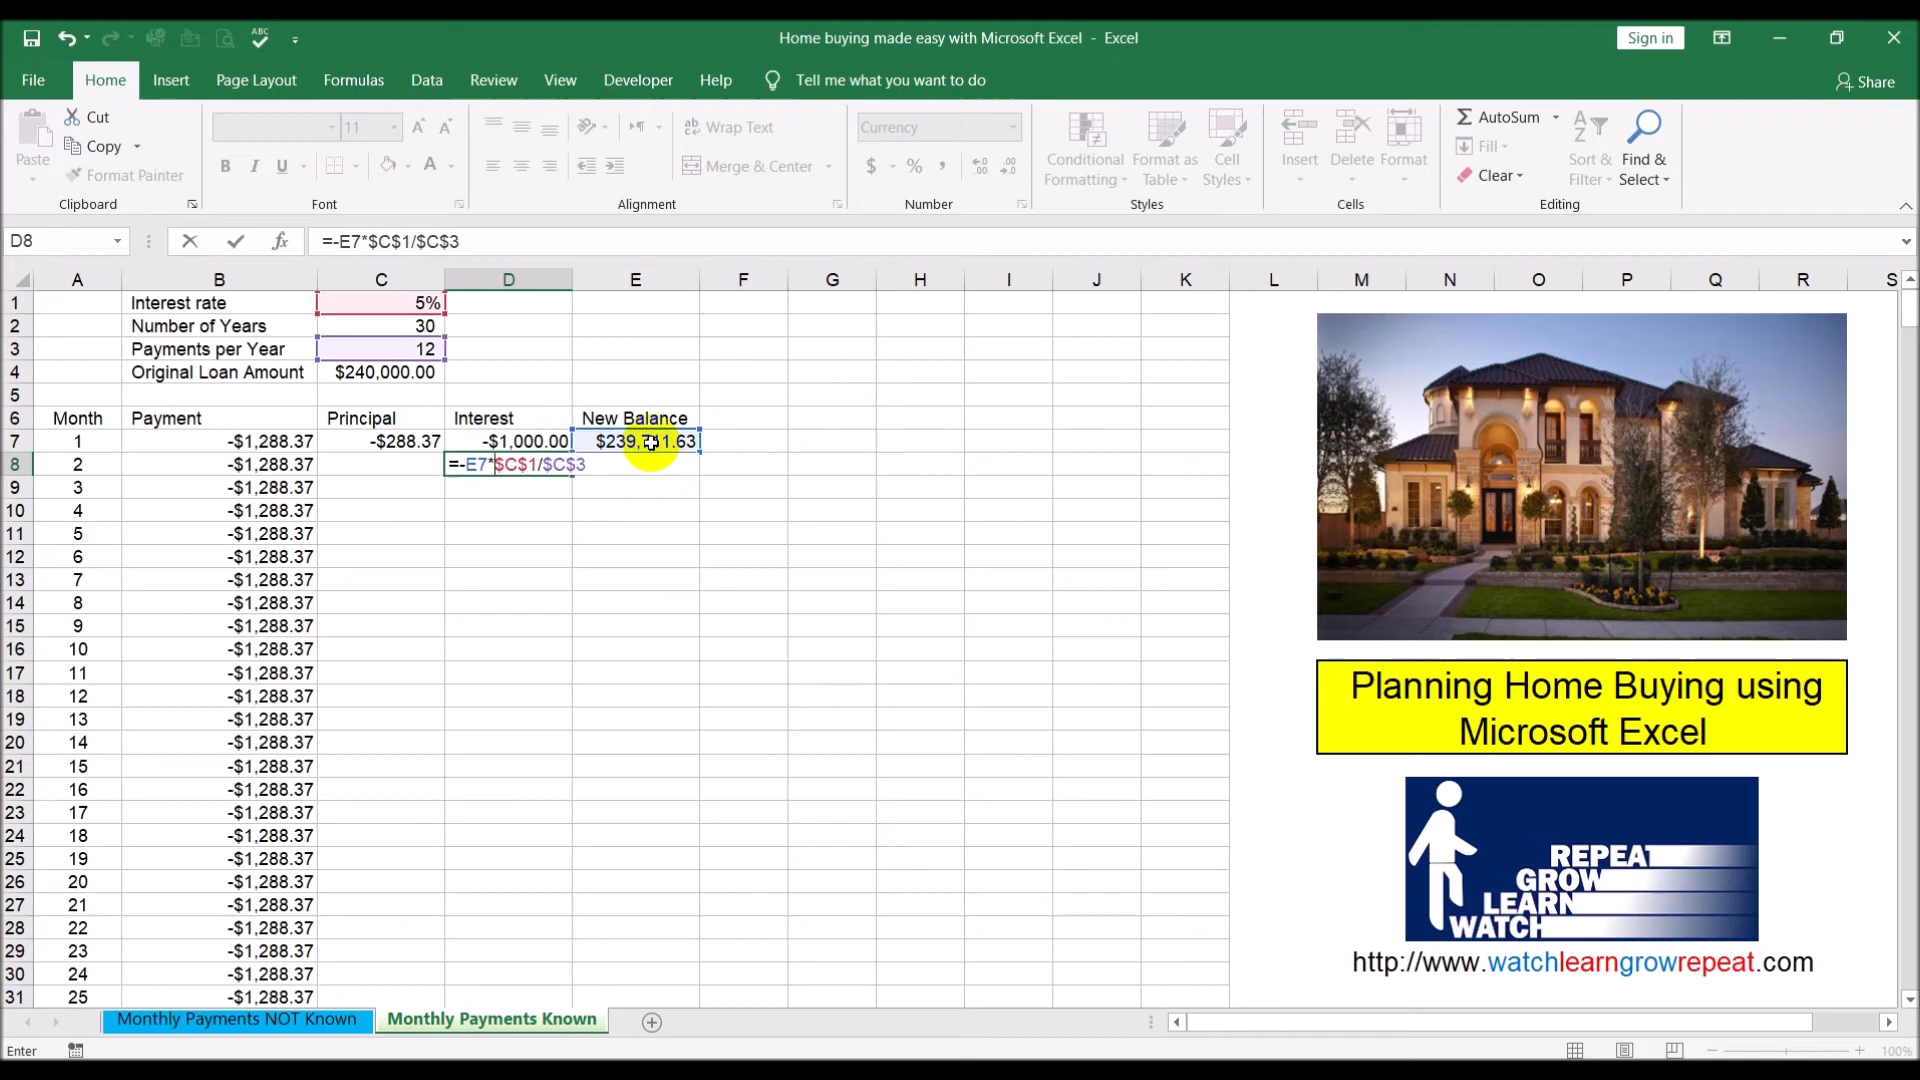 ABC
Home buying made easy with Microsoft Excel - Excel
Sign in
File Home Insert Page Layout Formulas Data Review View Developer Help Tell me what you want to do
Share
Paste
Cut
Copy
Format Painter
Clipboard
11
B I U
Font
Wrap Text
Merge & Center
Alignment
Currency
$ % ,
Number
Conditional Formatting
Format as Table
Cell Styles
Styles
Insert
Delete
Format
Cells
AutoSum
Fill
Clear
Sort & Filter
Find & Select
Editing
D8 fx =-E7*$C$1/$C$3
A B C D E F G H I J K L M N O P Q R S
1 Interest rate 5%
2 Number of Years 30
3 Payments per Year 12
4 Original Loan Amount $240,000.00
5
6 Month Payment Principal Interest New Balance
7 1 -$1,288.37 -$288.37 -$1,000.00
8 2 -$1,288.37 =-E7*$C$1/$C$3
9 3 -$1,288.37
10 4 -$1,288.37
11 5 -$1,288.37
12 6 -$1,288.37
13 7 -$1,288.37
14 8 -$1,288.37
15 9 -$1,288.37
16 10 -$1,288.37
17 11 -$1,288.37
18 12 -$1,288.37
19 13 -$1,288.37
20 14 -$1,288.37
21 15 -$1,288.37
22 16 -$1,288.37
23 17 -$1,288.37
24 18 -$1,288.37
25 19 -$1,288.37
26 20 -$1,288.37
27 21 -$1,288.37
28 22 -$1,288.37
29 23 -$1,288.37
30 24 -$1,288.37
31 25 -$1,288.37
Planning Home Buying using
Microsoft Excel
REPEAT
GROW
LEARN
WATCH
http://www.watchlearngrowrepeat.com
Monthly Payments NOT Known
Monthly Payments Known
Enter
100%